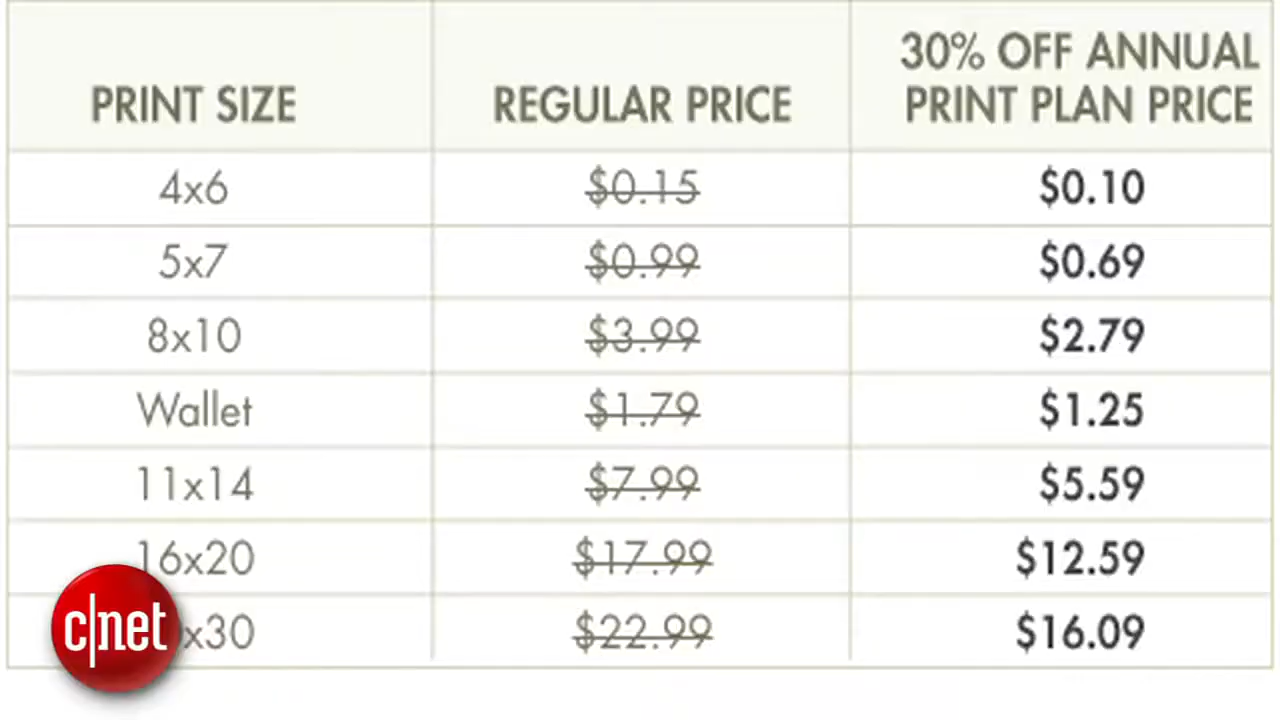 PRINT SIZE REGULAR PRICE 30% OFF ANNUAL
PRINT PLAN PRICE
4x6 $0.15 $0.10
5x7 $0.99 $0.69
8x10 $3.99 $2.79
Wallet $1.79 $1.25
11x14 $7.99 $5.59
16x20 $17.99 $12.59
x30 $22.99 $16.09
c|net